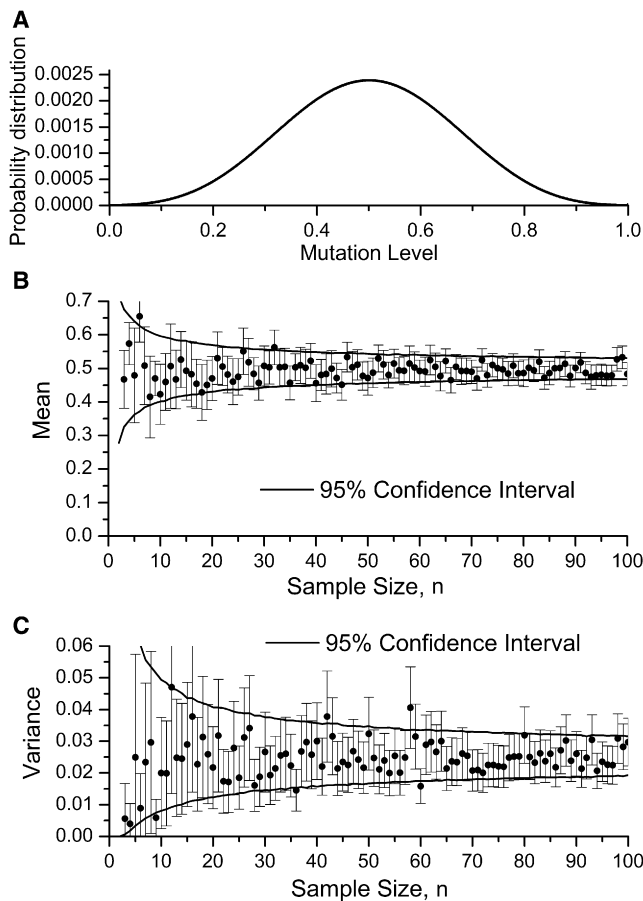 A
Probability distribution
0.0025
0.0020
0.0015
0.0010
0.0005
0.0000
0.0 0.2 0.4 0.6 0.8 1.0
Mutation Level
B
Mean
0.7
0.6
0.5
0.4
0.3
0.2
0.1
0.0
95% Confidence Interval
0 10 20 30 40 50 60 70 80 90 100
Sample Size, n
C
Variance
95% Confidence Interval
0.06
0.05
0.04
0.03
0.02
0.01
0.00
0 10 20 30 40 50 60 70 80 90 100
Sample Size, n